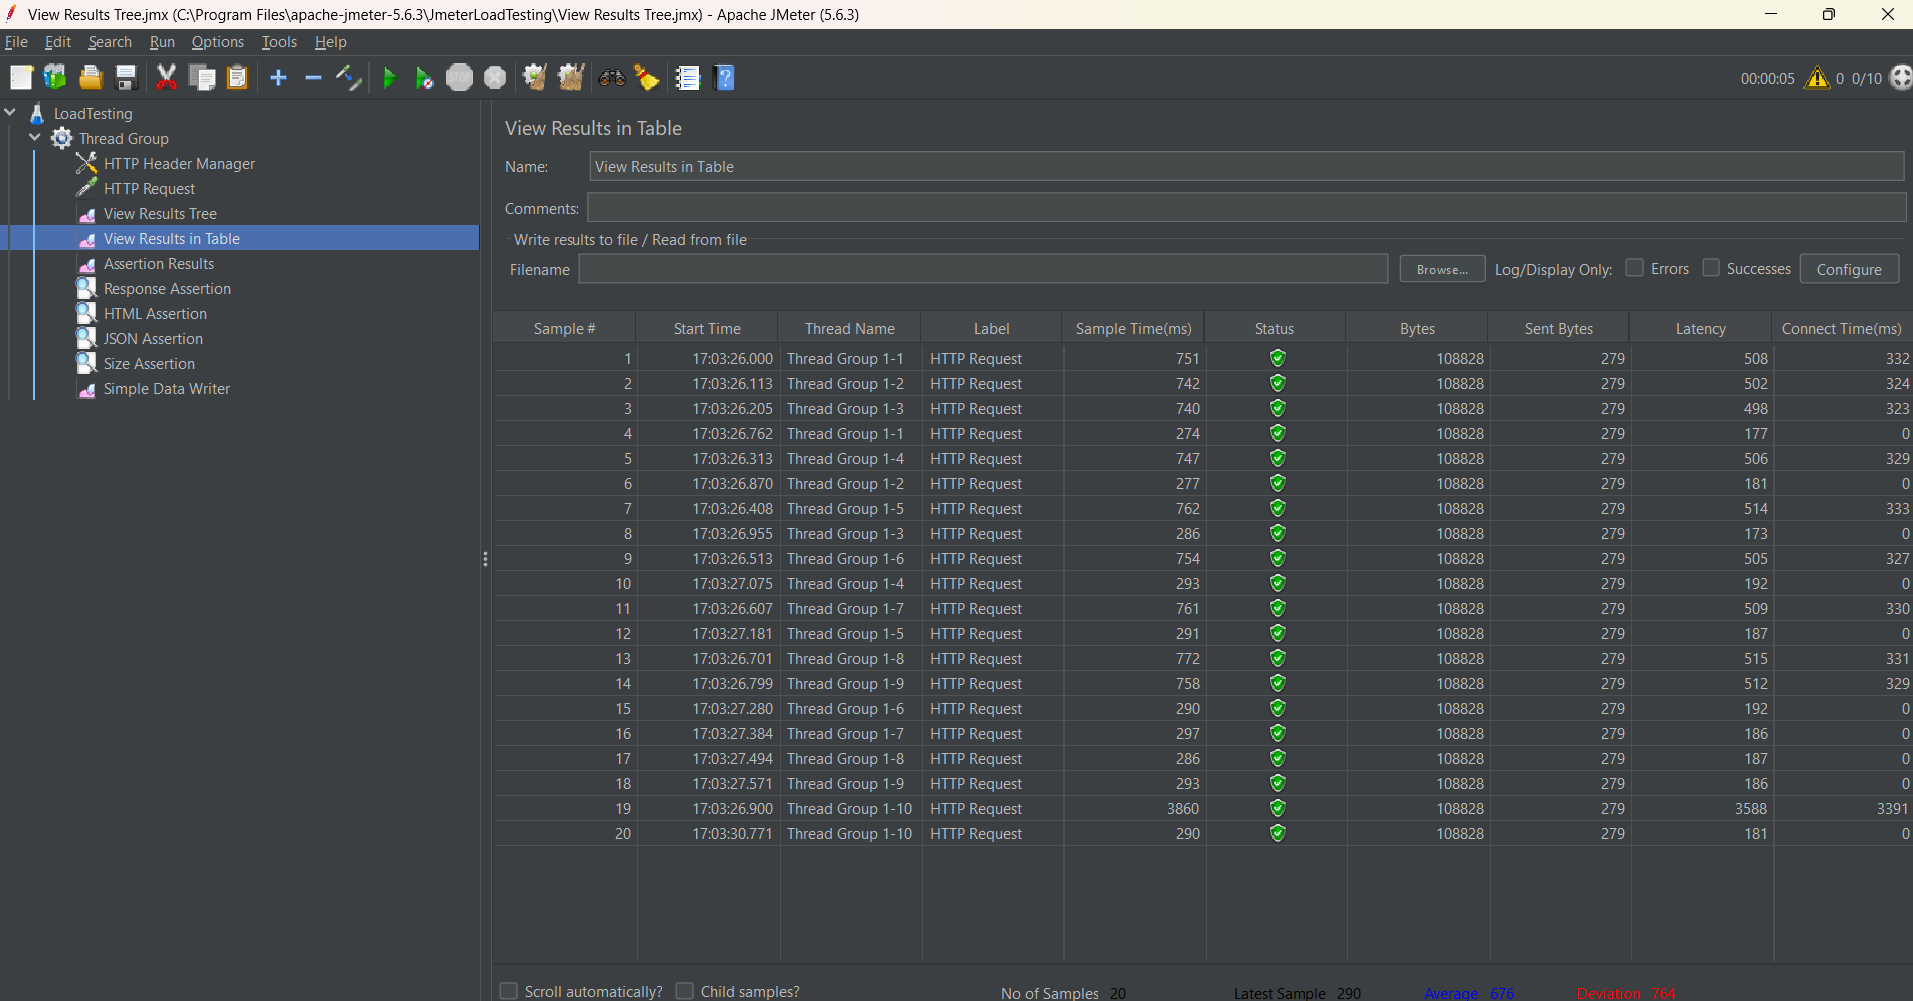 View Results Tree.jmx (C:\Program Files\apache-jmeter-5.6.3\JmeterLoadTesting\View Results Tree.jmx) - Apache JMeter (5.6.3)
File Edit Search Run Options Tools Help
STOP 00:00:05 0 0/10
LoadTesting
Thread Group
HTTP Header Manager
HTTP Request
View Results Tree
View Results in Table
Assertion Results
Response Assertion
HTML Assertion
JSON Assertion
Size Assertion
Simple Data Writer
View Results in Table
Name: View Results in Table
Comments:
Write results to file / Read from file
Filename Browse... Log/Display Only: Errors Successes Configure
Sample # Start Time Thread Name Label Sample Time(ms) Status Bytes Sent Bytes Latency Connect Time(ms)
1 17:03:26.000 Thread Group 1-1 HTTP Request 751 108828 279 508 332
2 17:03:26.113 Thread Group 1-2 HTTP Request 742 108828 279 502 324
3 17:03:26.205 Thread Group 1-3 HTTP Request 740 108828 279 498 323
4 17:03:26.762 Thread Group 1-1 HTTP Request 274 108828 279 177 0
5 17:03:26.313 Thread Group 1-4 HTTP Request 747 108828 279 506 329
6 17:03:26.870 Thread Group 1-2 HTTP Request 277 108828 279 181 0
7 17:03:26.408 Thread Group 1-5 HTTP Request 762 108828 279 514 333
8 17:03:26.955 Thread Group 1-3 HTTP Request 286 108828 279 173 0
9 17:03:26.513 Thread Group 1-6 HTTP Request 754 108828 279 505 327
10 17:03:27.075 Thread Group 1-4 HTTP Request 293 108828 279 192 0
11 17:03:26.607 Thread Group 1-7 HTTP Request 761 108828 279 509 330
12 17:03:27.181 Thread Group 1-5 HTTP Request 291 108828 279 187 0
13 17:03:26.701 Thread Group 1-8 HTTP Request 772 108828 279 515 331
14 17:03:26.799 Thread Group 1-9 HTTP Request 758 108828 279 512 329
15 17:03:27.280 Thread Group 1-6 HTTP Request 290 108828 279 192 0
16 17:03:27.384 Thread Group 1-7 HTTP Request 297 108828 279 186 0
17 17:03:27.494 Thread Group 1-8 HTTP Request 286 108828 279 187 0
18 17:03:27.571 Thread Group 1-9 HTTP Request 293 108828 279 186 0
19 17:03:26.900 Thread Group 1-10 HTTP Request 3860 108828 279 3588 3391
20 17:03:30.771 Thread Group 1-10 HTTP Request 290 108828 279 181 0
Scroll automatically? Child samples? No of Samples 20 Latest Sample 290 Average 676 Deviation 764